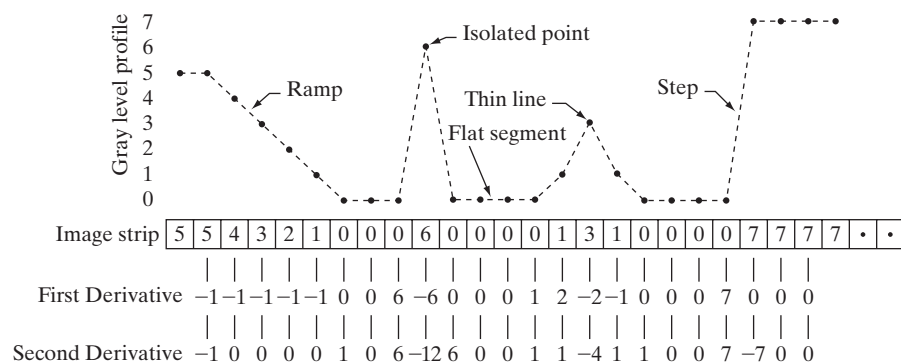 7
6
Isolated point
5
Ramp
Step
4
Thin line
3
Flat segment
2
1
0
Gray level profile
Image strip 5 5 4 3 2 1 0 0 0 6 0 0 0 0 1 3 1 0 0 0 0 7 7 7 7 • •
First Derivative −1 −1 −1 −1 −1 0 0 6 −6 0 0 0 1 2 −2 −1 0 0 0 7 0 0 0
Second Derivative −1 0 0 0 0 1 0 6 −12 6 0 0 1 1 −4 1 1 0 0 7 −7 0 0